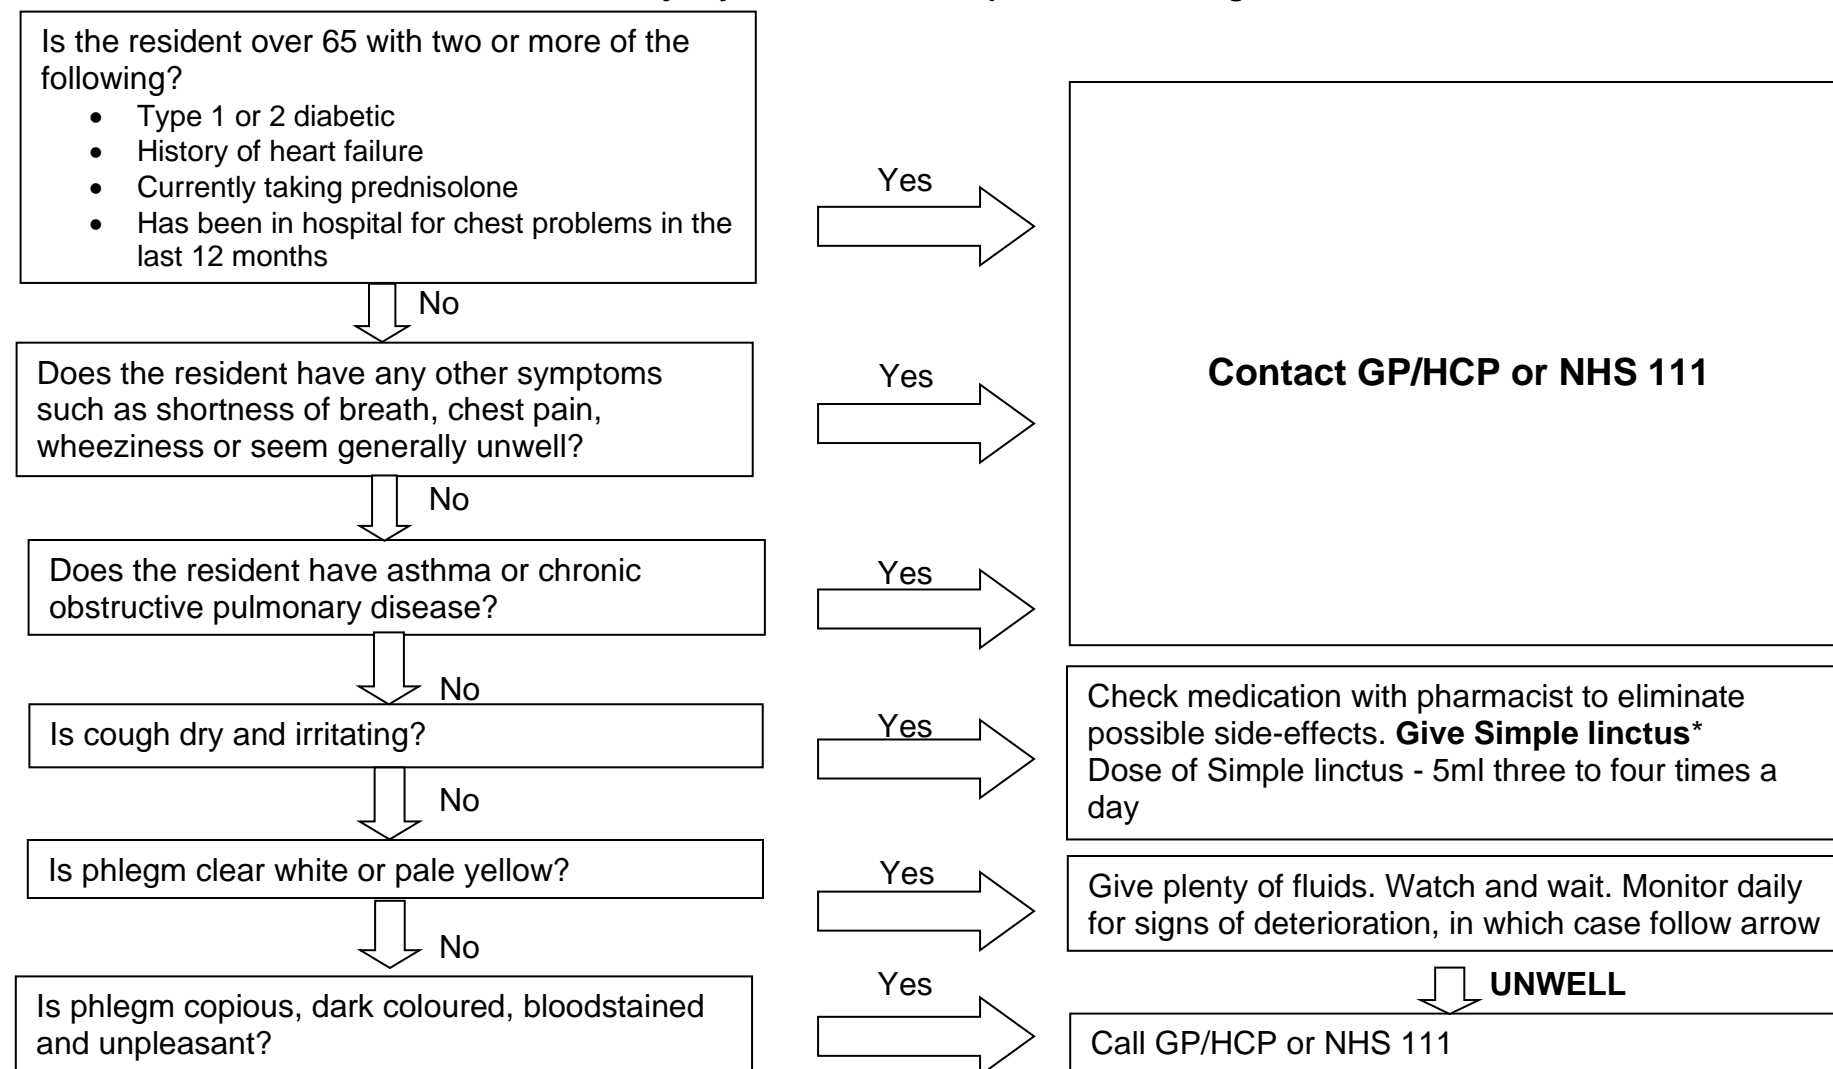 Is the resident over 65 with two or more of the
following?
• Type 1 or 2 diabetic
• History of heart failure
• Currently taking prednisolone
• Has been in hospital for chest problems in the
last 12 months
Yes
No
Does the resident have any other symptoms
such as shortness of breath, chest pain,
wheeziness or seem generally unwell?
Yes
Contact GP/HCP or NHS 111
No
Does the resident have asthma or chronic
obstructive pulmonary disease?
Yes
No
Is cough dry and irritating?
Yes
Check medication with pharmacist to eliminate
possible side-effects. Give Simple linctus*
Dose of Simple linctus - 5ml three to four times a
day
No
Is phlegm clear white or pale yellow?
Yes
Give plenty of fluids. Watch and wait. Monitor daily
for signs of deterioration, in which case follow arrow
No
UNWELL
Is phlegm copious, dark coloured, bloodstained
and unpleasant?
Yes
Call GP/HCP or NHS 111